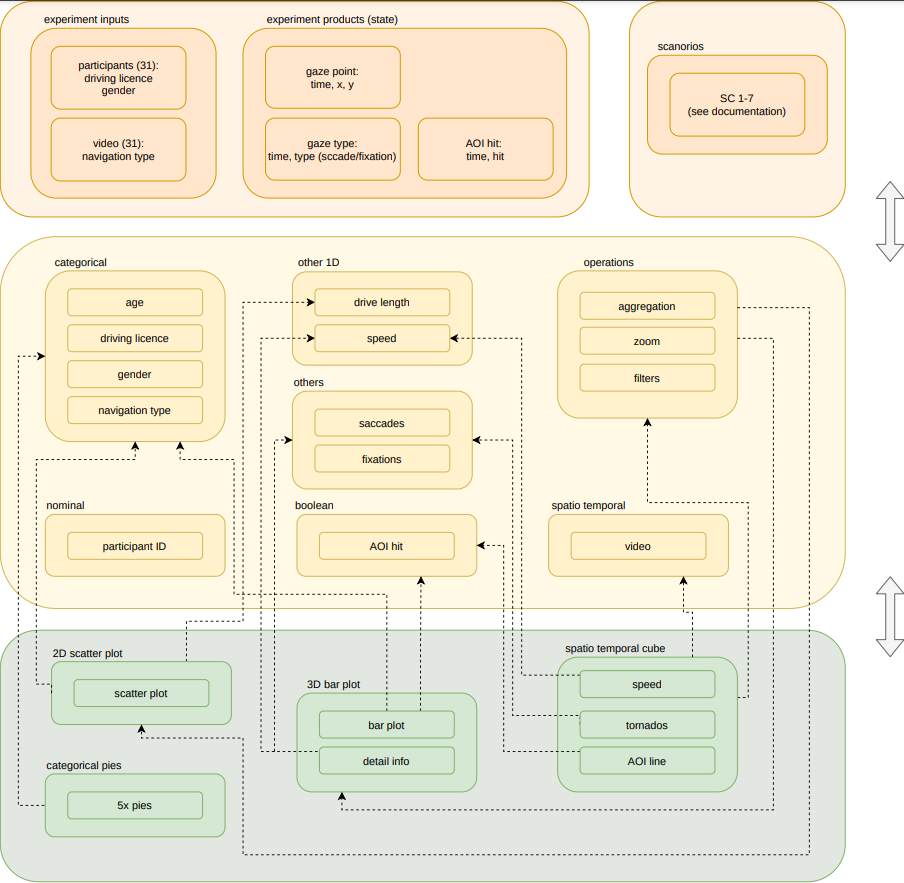 experiment inputs
participants (31):
driving licence
gender
video (31):
navigation type
experiment products (state)
gaze point:
time, x, y
gaze type:
time, type (sccade/fixation)
AOI hit:
time, hit
scanorios
SC 1-7
(see documentation)
categorical
age
driving licence
gender
navigation type
other 1D
drive length
speed
others
saccades
fixations
operations
aggregation
zoom
filters
nominal
participant ID
boolean
AOI hit
spatio temporal
video
2D scatter plot
scatter plot
3D bar plot
bar plot
detail info
spatio temporal cube
speed
tornados
AOI line
categorical pies
5x pies